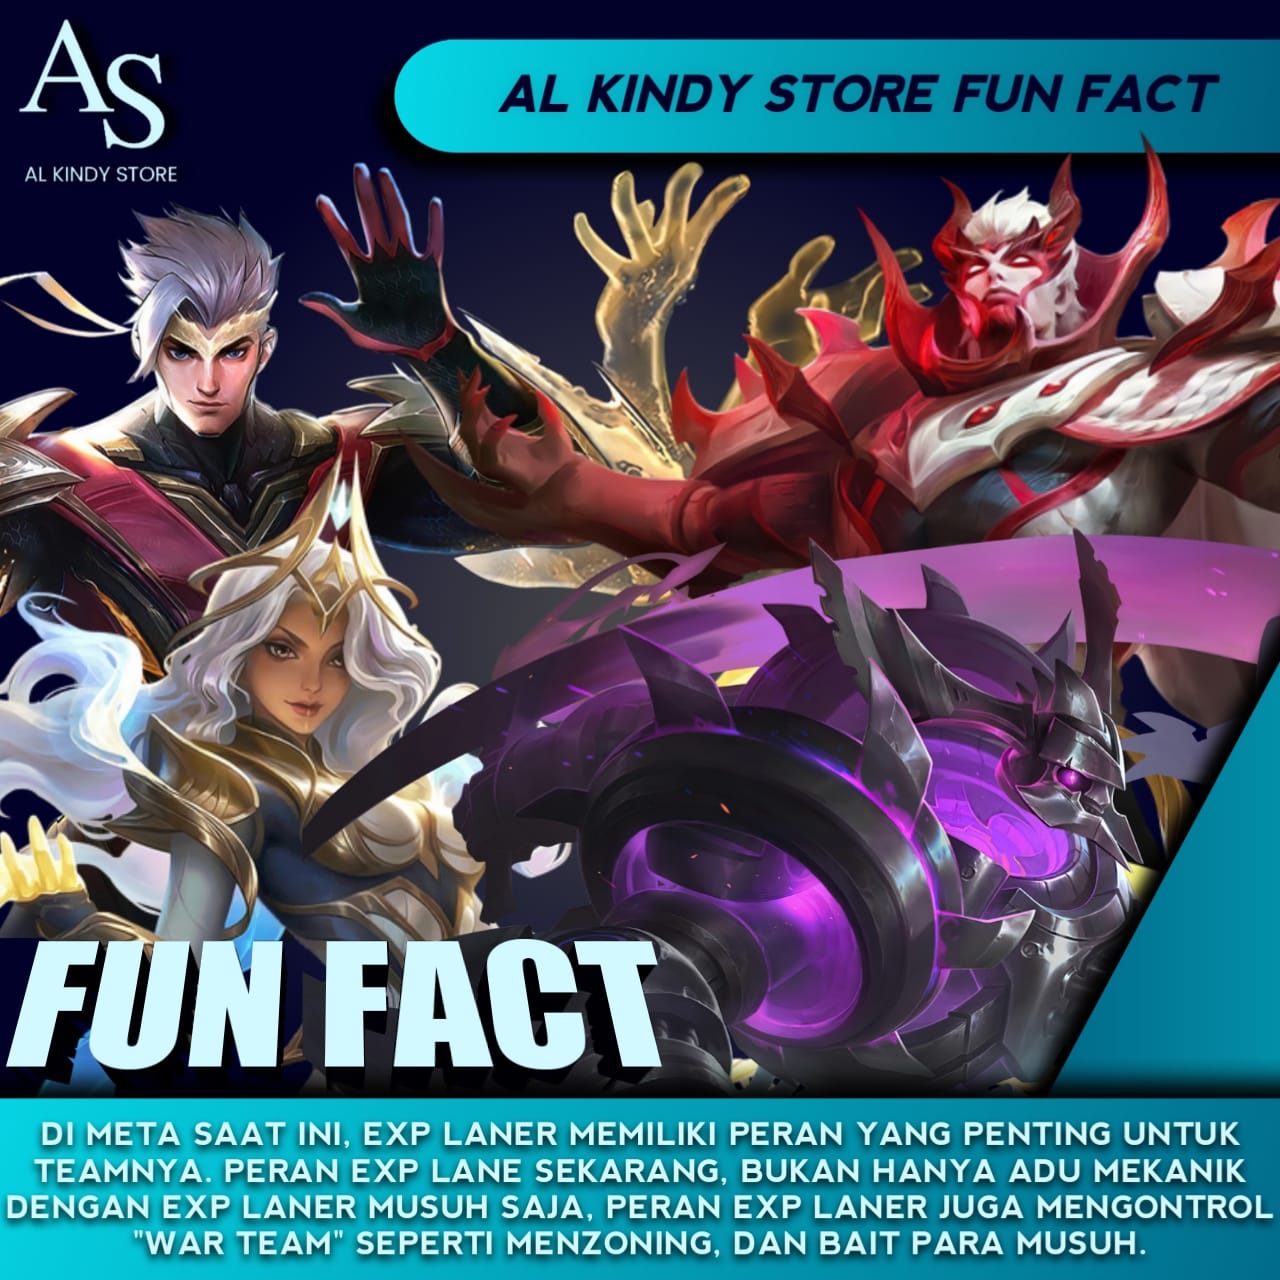 AS
AL KINDY STORE
AL KINDY STORE FUN FACT
FUN FACT
DI META SAAT INI, EXP LANER MEMILIKI PERAN YANG PENTING UNTUK
TEAMNYA. PERAN EXP LANE SEKARANG, BUKAN HANYA ADU MEKANIK
DENGAN EXP LANER MUSUH SAJA, PERAN EXP LANER JUGA MENGONTROL
"WAR TEAM" SEPERTI MENZONING, DAN BAIT PARA MUSUH.